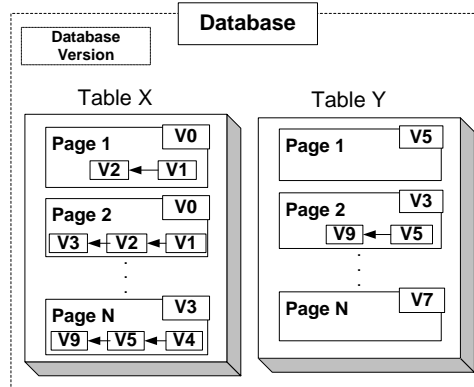 Database
Database
Version
Table X
V0
Page 1
V2 V1
V0
Page 2
V3 V2 V1
V3
Page N
V9 V5 V4
Table Y
V5
Page 1
V3
Page 2
V9 V5
V7
Page N